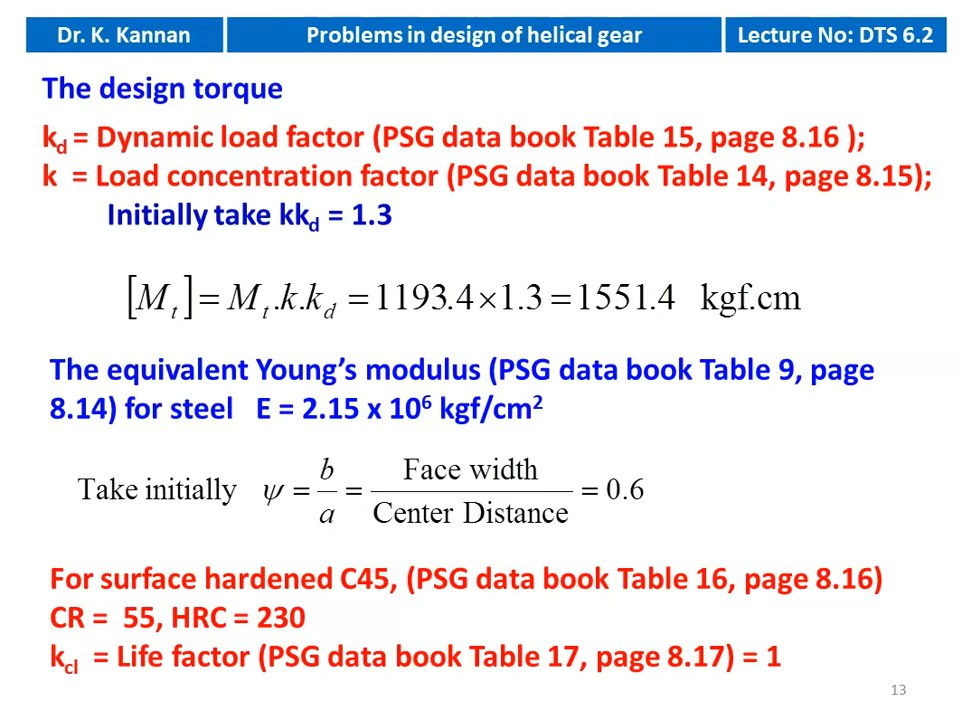 Dr. K. Kannan Problems in design of helical gear Lecture No: DTS 6.2
The design torque
kd = Dynamic load factor (PSG data book Table 15, page 8.16 );
k = Load concentration factor (PSG data book Table 14, page 8.15);
Initially take kkd = 1.3
[Mt] = Mt.k.kd = 1193.4×1.3 = 1551.4 kgf.cm
The equivalent Young’s modulus (PSG data book Table 9, page
8.14) for steel E = 2.15 x 10⁶ kgf/cm²
Take initially ψ = b/a = Face width/Center Distance = 0.6
For surface hardened C45, (PSG data book Table 16, page 8.16)
CR = 55, HRC = 230
kcl = Life factor (PSG data book Table 17, page 8.17) = 1
13